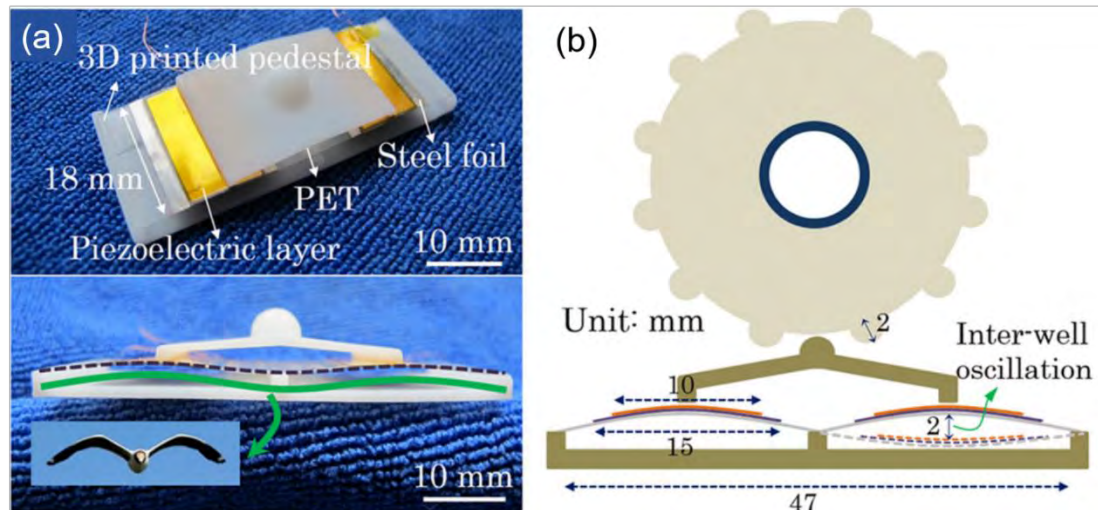 (a)
3D printed pedestal
18 mm
Steel foil
PET
Piezoelectric layer
10 mm
10 mm
(b)
Unit: mm
2
Inter-well
oscillation
10
2
15
47